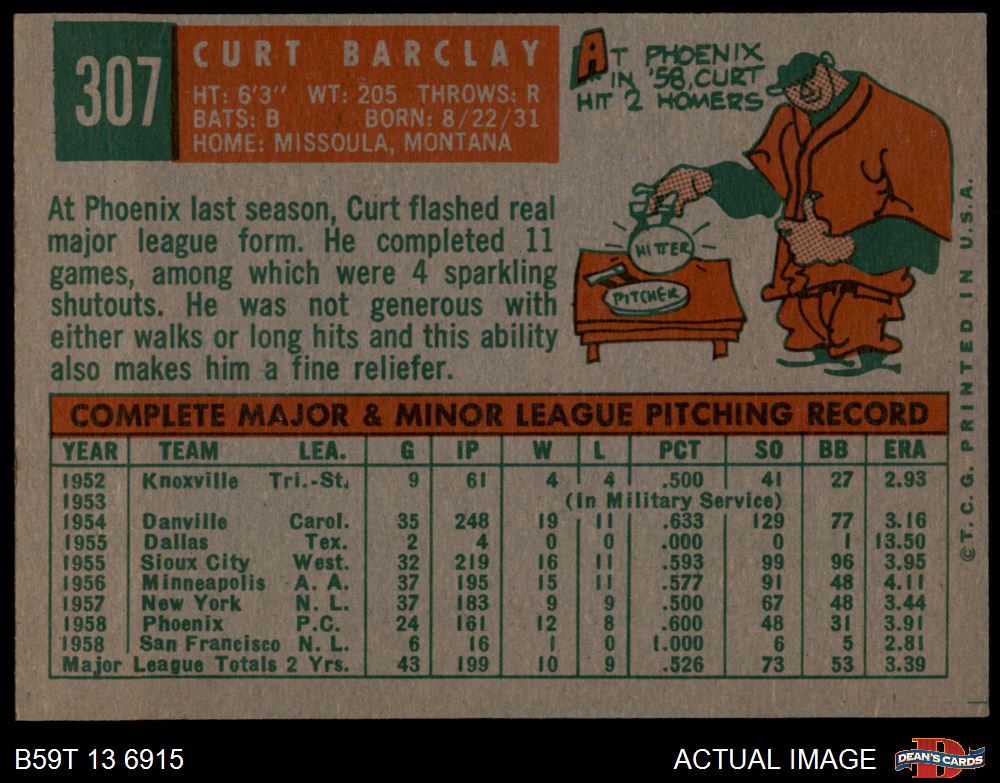 307
CURT BARCLAY
HT: 6'3" WT: 205 THROWS: R
BATS: B BORN: 8/22/31
HOME: MISSOULA, MONTANA
AT PHOENIX
IN '58, CURT
HIT 2 HOMERS
HITTER
PITCHER
At Phoenix last season, Curt flashed real
major league form. He completed 11
games, among which were 4 sparkling
shutouts. He was not generous with
either walks or long hits and this ability
also makes him a fine reliefer.
COMPLETE MAJOR & MINOR LEAGUE PITCHING RECORD
YEAR TEAM LEA. G IP W L PCT SO BB ERA
1952 Knoxville Tri.-St. 9 61 4 4 .500 41 27 2.93
1953 (In Military Service)
1954 Danville Carol. 35 248 19 11 .633 129 77 3.16
1955 Dallas Tex. 2 4 0 0 .000 0 1 13.50
1955 Sioux City West. 32 219 16 11 .593 99 96 3.95
1956 Minneapolis A. A. 37 195 15 11 .577 91 48 4.11
1957 New York N. L. 37 183 9 9 .500 67 48 3.44
1958 Phoenix P.C. 24 161 12 8 .600 48 31 3.91
1958 San Francisco N. L. 6 16 1 0 1.000 6 5 2.81
Major League Totals 2 Yrs. 43 199 10 9 .526 73 53 3.39
©T. C. G. PRINTED IN U.S.A.
B59T 13 6915
ACTUAL IMAGE
D
DEAN'S CARDS